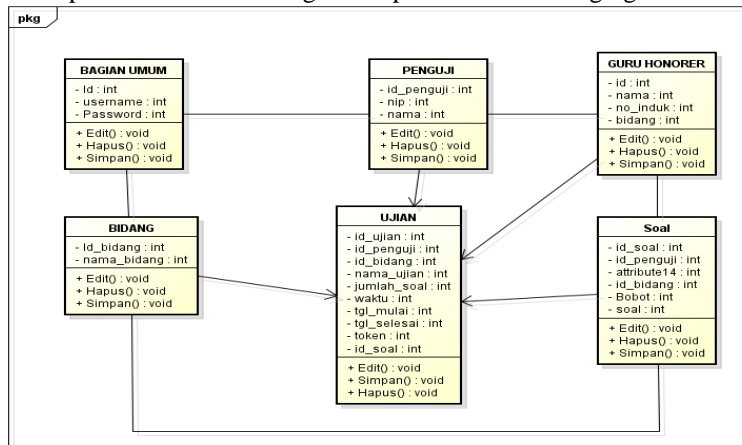 pkg
BAGIAN UMUM
- Id : int
- username : int
- Password : int
+ Edit() : void
+ Hapus() : void
+ Simpan() : void
PENGUJI
- id_penguji : int
- nip : int
- nama : int
+ Edit() : void
+ Hapus() : void
+ Simpan() : void
GURU HONORER
- id : int
- nama : int
- no_induk : int
- bidang : int
+ Edit() : void
+ Hapus() : void
+ Simpan() : void
BIDANG
- Id_bidang : int
- nama_bidang : int
+ Edit() : void
+ Hapus() : void
+ Simpan() : void
UJIAN
- id_ujian : int
- id_penguji : int
- id_bidang : int
- nama_ujian : int
- jumlah_soal : int
- waktu : int
- tgl_mulai : int
- tgl_selesai : int
- token : int
- id_soal : int
+ Edit() : void
+ Simpan() : void
+ Hapus() : void
Soal
- id_soal : int
- id_penguji : int
- attribute14 : int
- id_bidang : int
- Bobot : int
- soal : int
+ Edit() : void
+ Hapus() : void
+ Simpan() : void